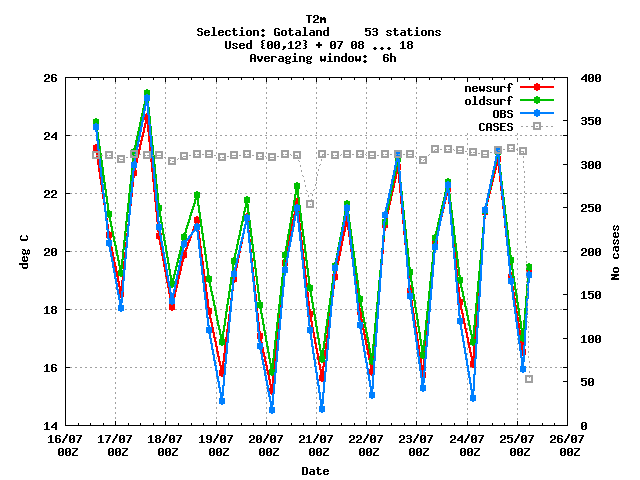 T2m
Selection: Gotaland     53 stations
Used {00,12} + 07 08 ... 18
Averaging window:  6h
newsurf
oldsurf
OBS
CASES
26
24
22
20
18
16
14
deg C
400
350
300
250
200
150
100
50
0
No cases
16/07 17/07 18/07 19/07 20/07 21/07 22/07 23/07 24/07 25/07 26/07
00Z 00Z 00Z 00Z 00Z 00Z 00Z 00Z 00Z 00Z 00Z
Date